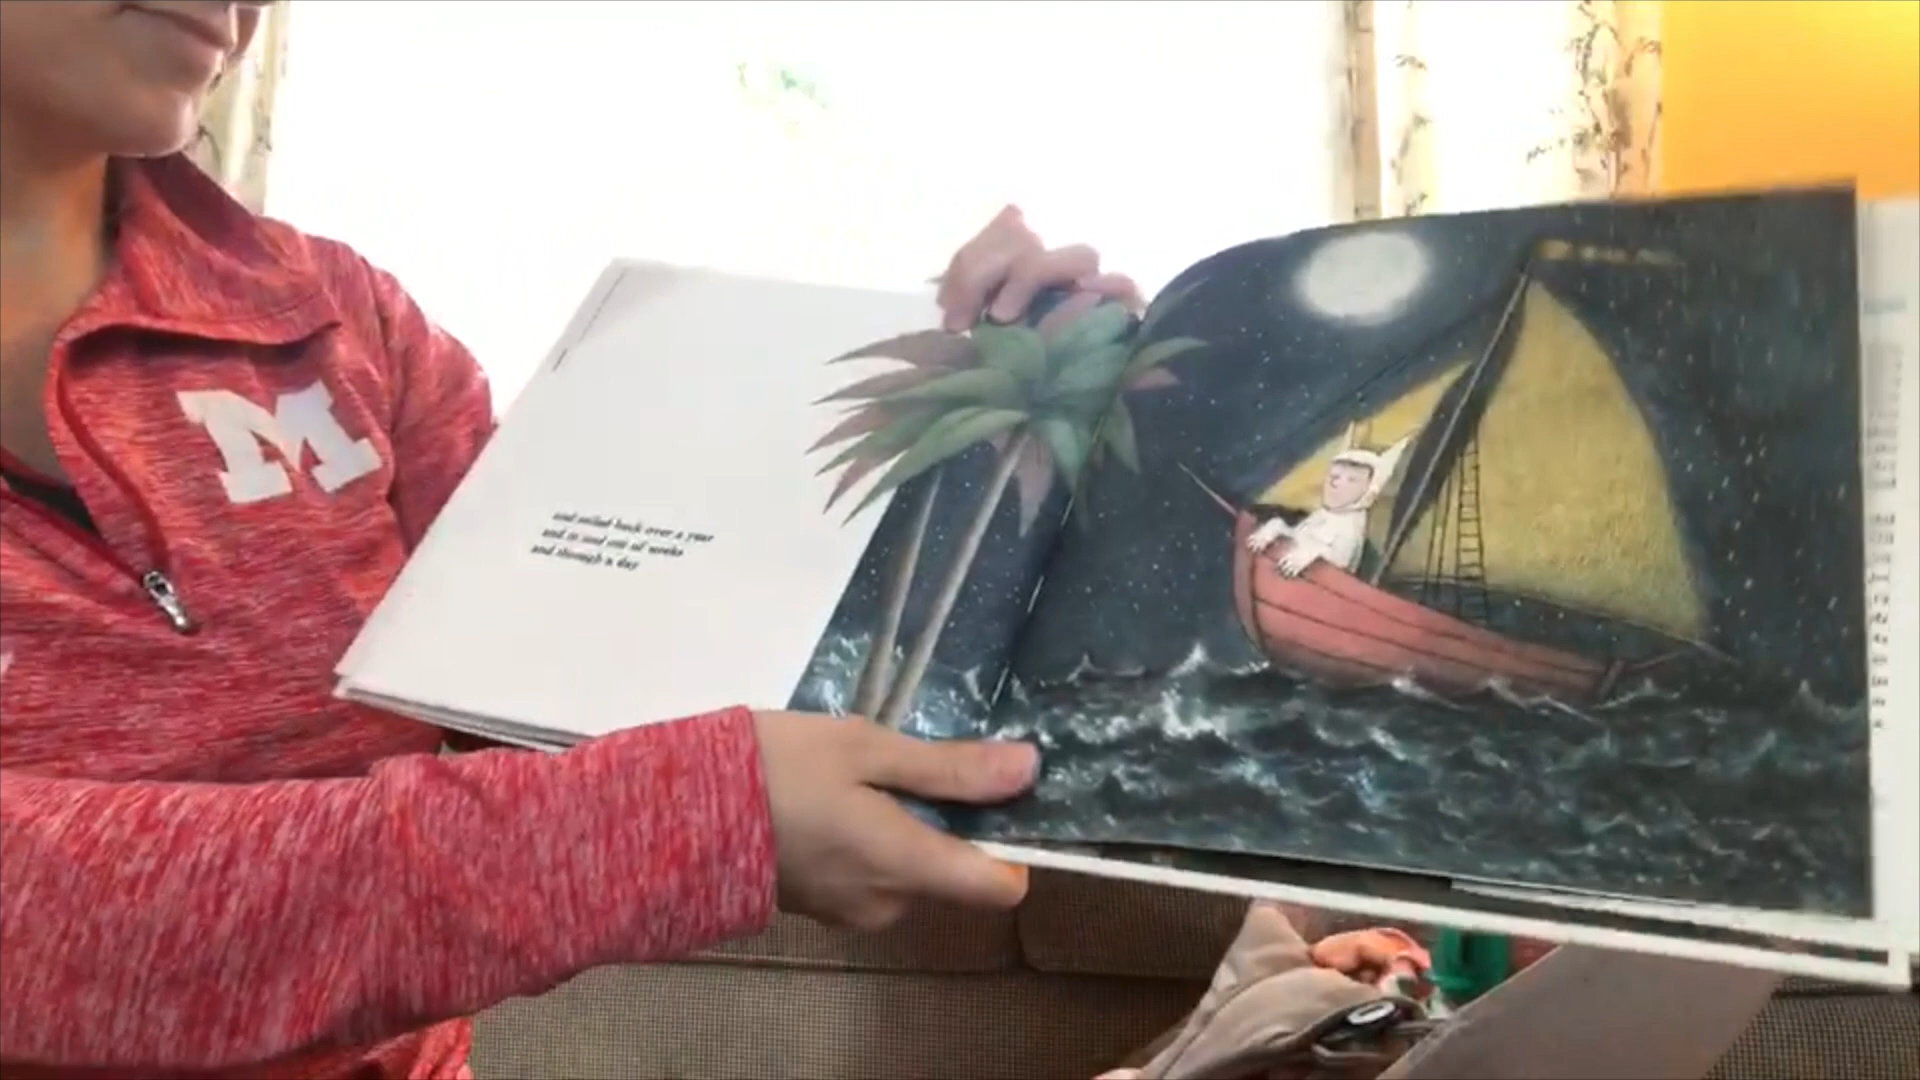 M
and sailed back over a year
and in and out of weeks
and through a day